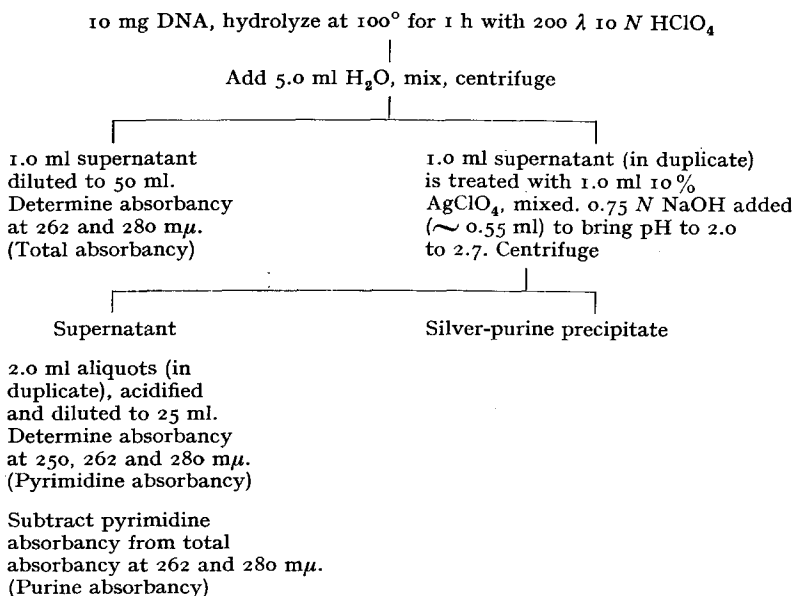 10 mg DNA, hydrolyze at 100° for 1 h with 200 λ 10 N HClO₄
Add 5.0 ml H₂O, mix, centrifuge
1.0 ml supernatant
diluted to 50 ml.
Determine absorbancy
at 262 and 280 mμ.
(Total absorbancy)
1.0 ml supernatant (in duplicate)
is treated with 1.0 ml 10%
AgClO₄, mixed. 0.75 N NaOH added
(∼ 0.55 ml) to bring pH to 2.0
to 2.7. Centrifuge
Supernatant
Silver-purine precipitate
2.0 ml aliquots (in
duplicate), acidified
and diluted to 25 ml.
Determine absorbancy
at 250, 262 and 280 mμ.
(Pyrimidine absorbancy)
Subtract pyrimidine
absorbancy from total
absorbancy at 262 and 280 mμ.
(Purine absorbancy)